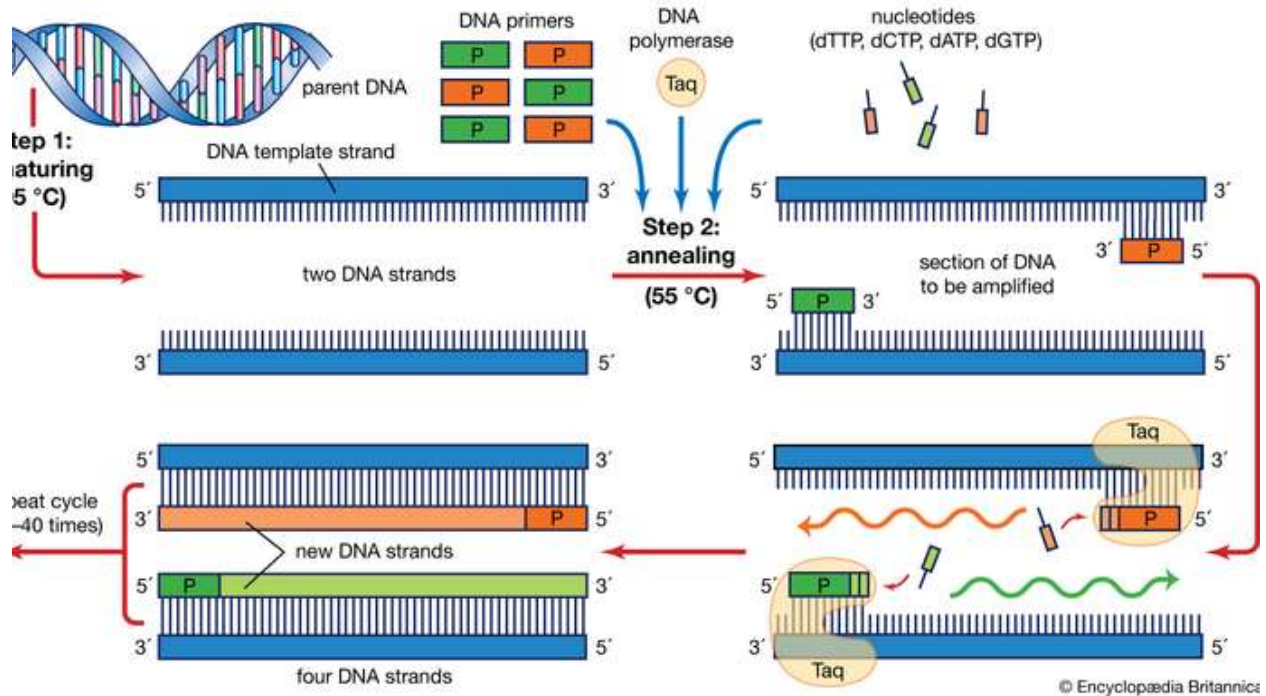 DNA primers
P
P
P
P
P
P
DNA
polymerase
Taq
nucleotides
(dTTP, dCTP, dATP, dGTP)
parent DNA
tep 1:
aturing
5 °C)
DNA template strand
5′
3′
two DNA strands
3′
5′
Step 2:
annealing
(55 °C)
5′
3′
3′
P
5′
section of DNA
to be amplified
5′
P
3′
3′
5′
Taq
5′
3′
P
5′
5′
P
3′
5′
Taq
5′
3′
3′
P
5′
new DNA strands
5′
P
3′
3′
5′
four DNA strands
peat cycle
–40 times)
© Encyclopædia Britannica